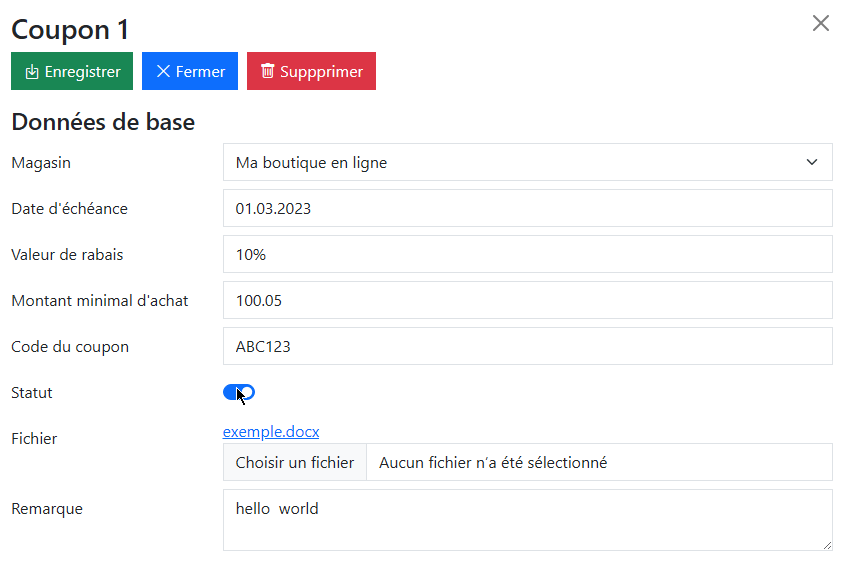 Coupon 1
Enregistrer Fermer Suppprimer
Données de base
Magasin Ma boutique en ligne
Date d'échéance 01.03.2023
Valeur de rabais 10%
Montant minimal d'achat 100.05
Code du coupon ABC123
Statut
exemple.docx
Fichier
Choisir un fichier Aucun fichier n’a été sélectionné
Remarque hello  world